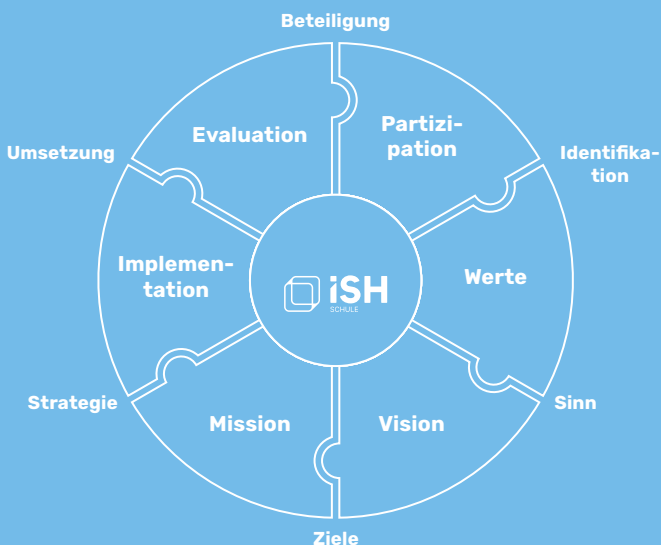 Beteiligung
Evaluation
Partizi-
pation
Umsetzung
Identifika-
tion
Implemen-
tation
iSH
SCHULE
Werte
Strategie
Mission
Vision
Sinn
Ziele